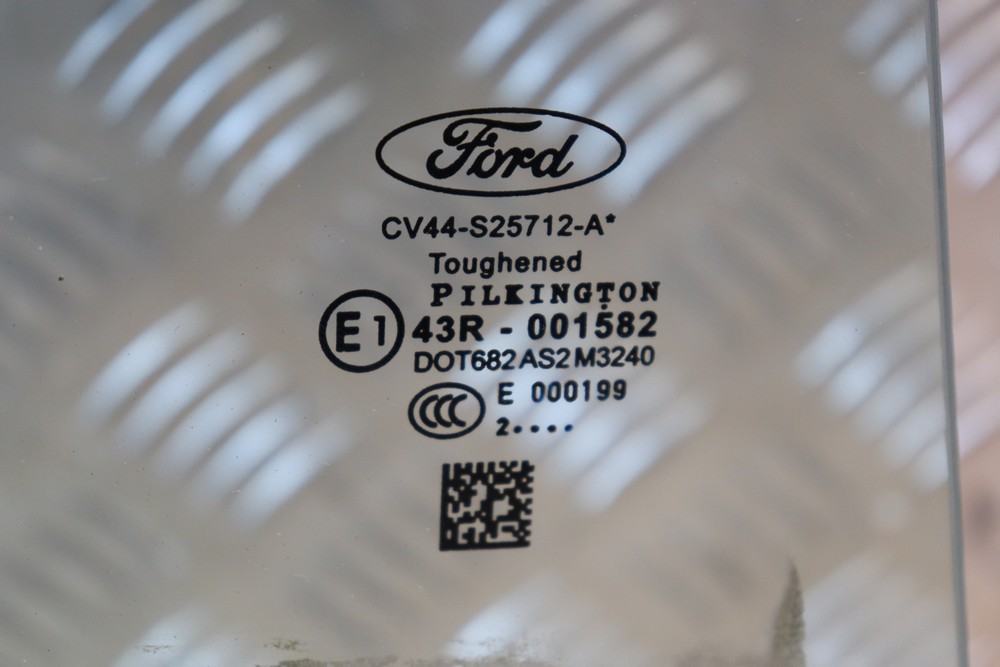 Ford
CV44-S25712-A*
Toughened
PILKINGTON
E1 43R - 001582
DOT682 AS2 M3240
CCC E 000199
2....